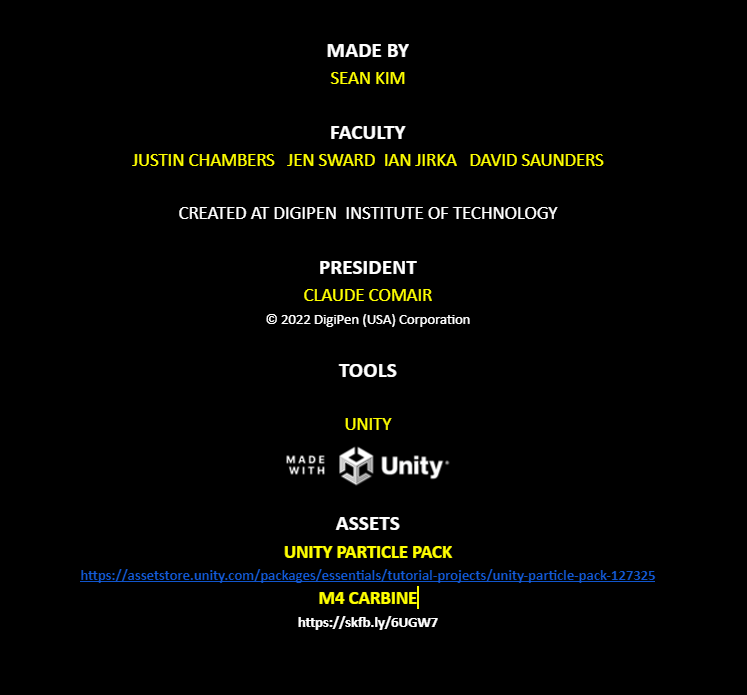 MADE BY
SEAN KIM
FACULTY
JUSTIN CHAMBERS JEN SWARD IAN JIRKA DAVID SAUNDERS
CREATED AT DIGIPEN INSTITUTE OF TECHNOLOGY
PRESIDENT
CLAUDE COMAIR
© 2022 DigiPen (USA) Corporation
TOOLS
UNITY
MADE WITH Unity
ASSETS
UNITY PARTICLE PACK
https://assetstore.unity.com/packages/essentials/tutorial-projects/unity-particle-pack-127325
M4 CARBINE
https://skfb.ly/6UGW7